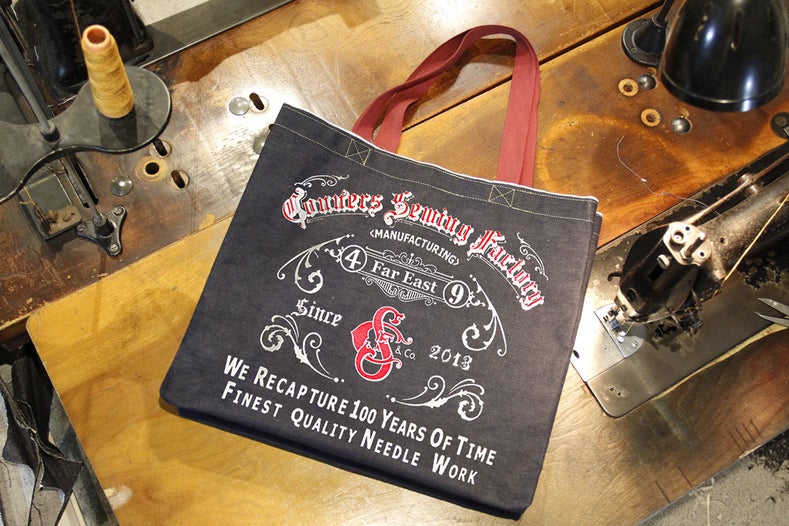 Conners Sewing Factory
<MANUFACTURING>
4 Far East 9
Since 2013
& Co.
WE RECAPTURE 100 YEARS OF TIME
FINEST QUALITY NEEDLE WORK